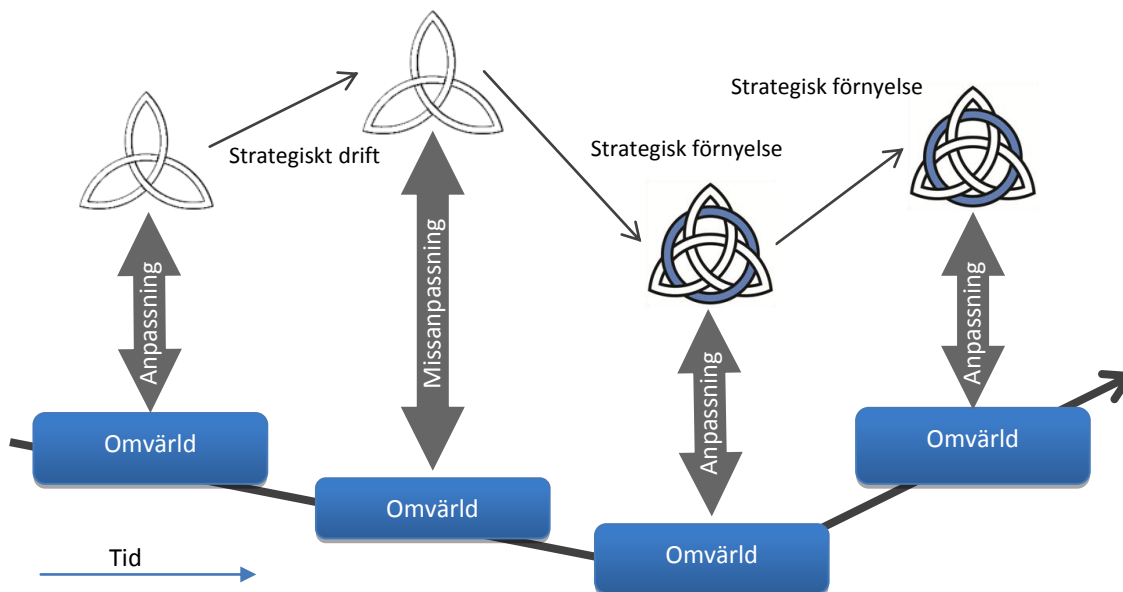 Strategisk förnyelse
Strategiskt drift
Strategisk förnyelse
Anpassning
Missanpassning
Anpassning
Anpassning
Omvärld
Omvärld
Omvärld
Omvärld
Tid